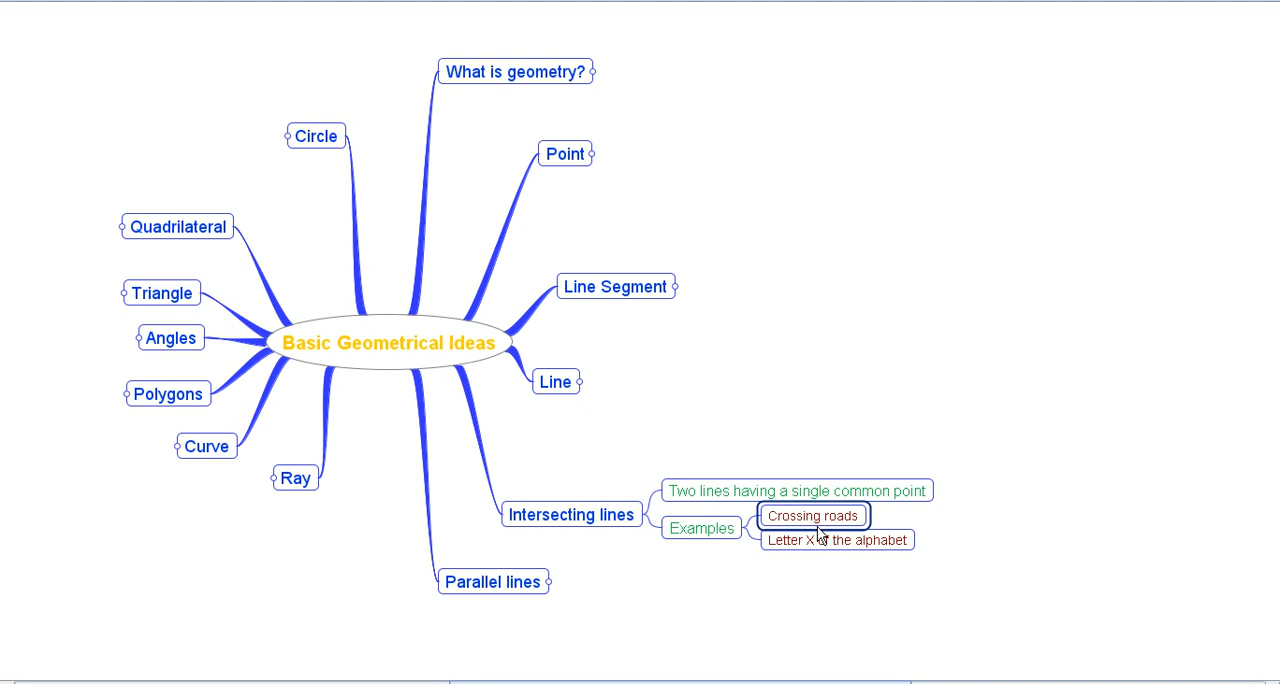 What is geometry?
Circle
Point
Quadrilateral
Line Segment
Triangle
Angles
Basic Geometrical Ideas
Line
Polygons
Curve
Ray
Intersecting lines
Two lines having a single common point
Examples
Crossing roads
Letter X of the alphabet
Parallel lines